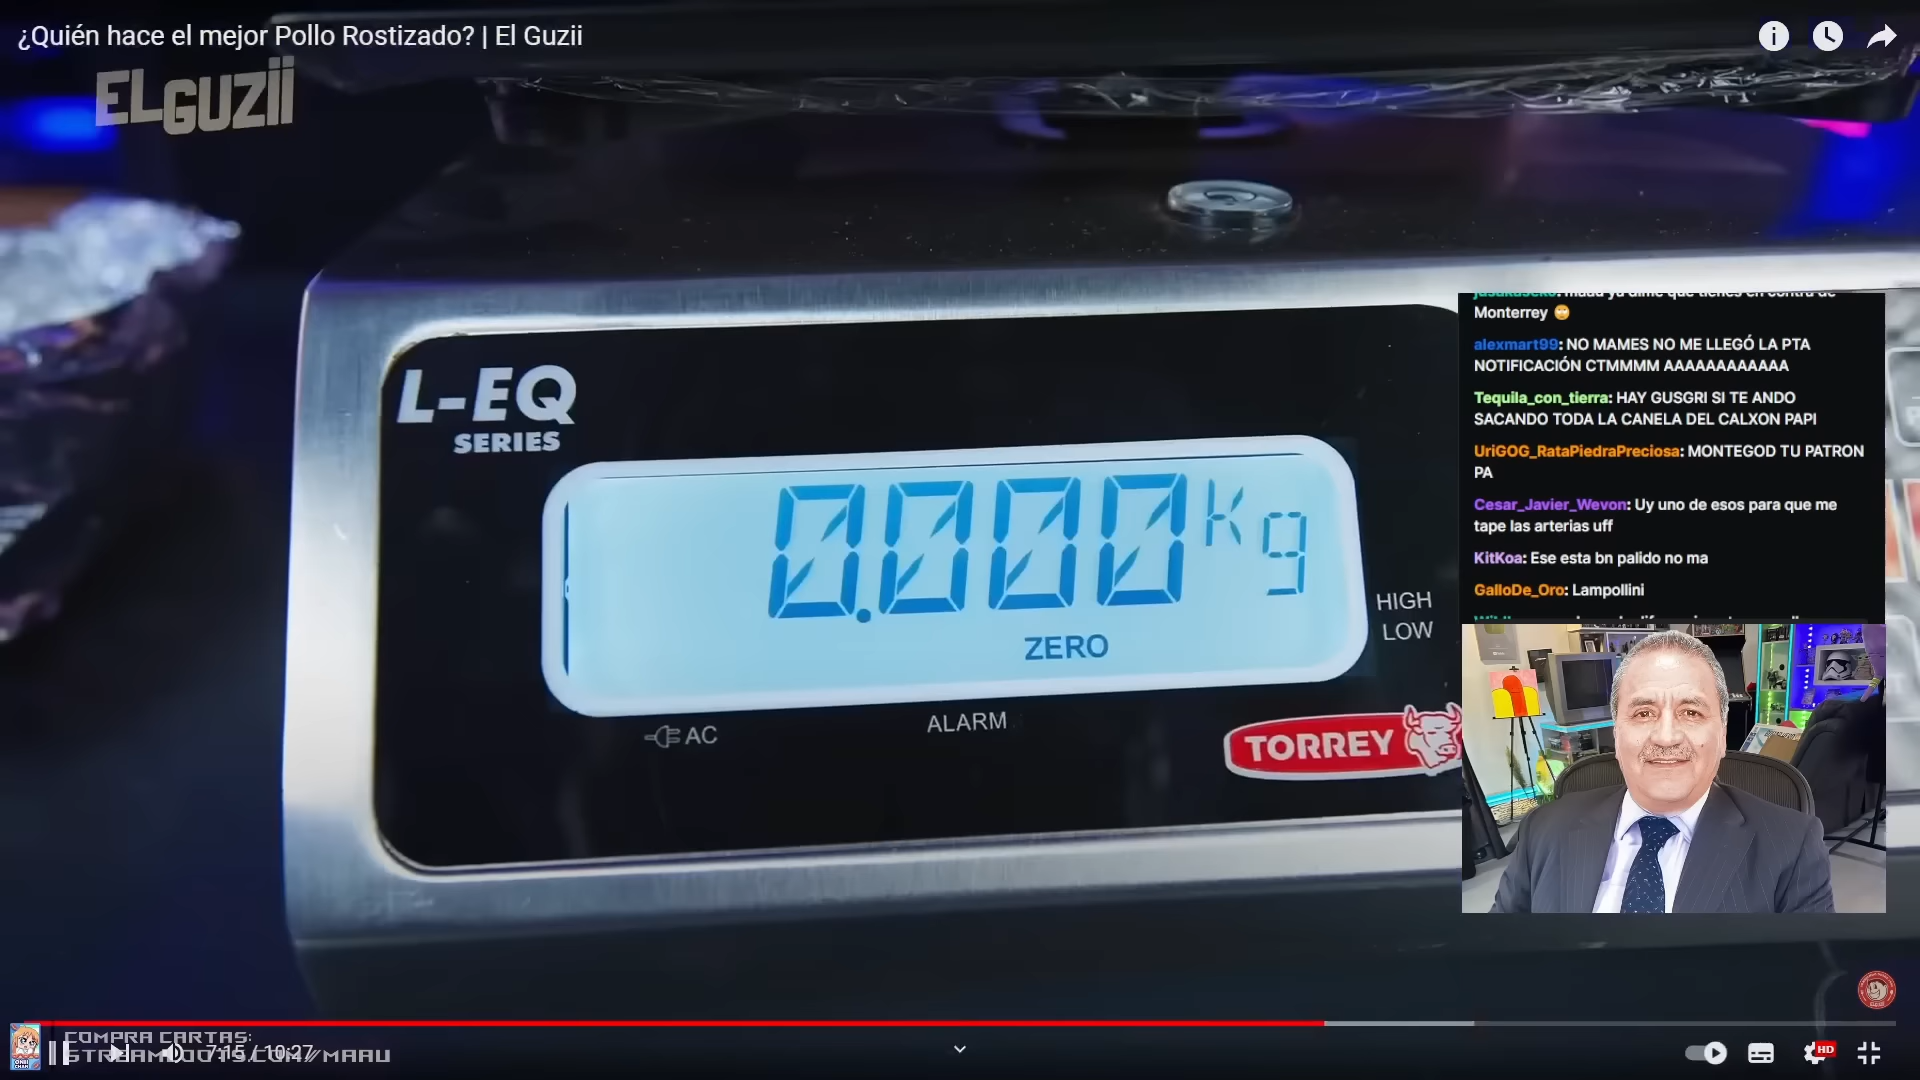 ¿Quién hace el mejor Pollo Rostizado? | El Guzii
ELGUZii
L-EQ
SERIES
0.000 Kg
ZERO
HIGH
LOW
AC
ALARM
TORREY
Monterrey 🙄
alexmart99: NO MAMES NO ME LLEGÓ LA PTA
NOTIFICACIÓN CTMMMM AAAAAAAAAAAA
Tequila_con_tierra: HAY GUSGRI SI TE ANDO
SACANDO TODA LA CANELA DEL CALXON PAPI
UriGOG_RataPiedraPreciosa: MONTEGOD TU PATRON
PA
Cesar_Javier_Wevon: Uy uno de esos para que me
tape las arterias uff
KitKoa: Ese esta bn palido no ma
GalloDe_Oro: Lampollini
COMPRA CARTAS:
STREAMLOOTS.COM/MAAU
7:15 / 10:27
HD